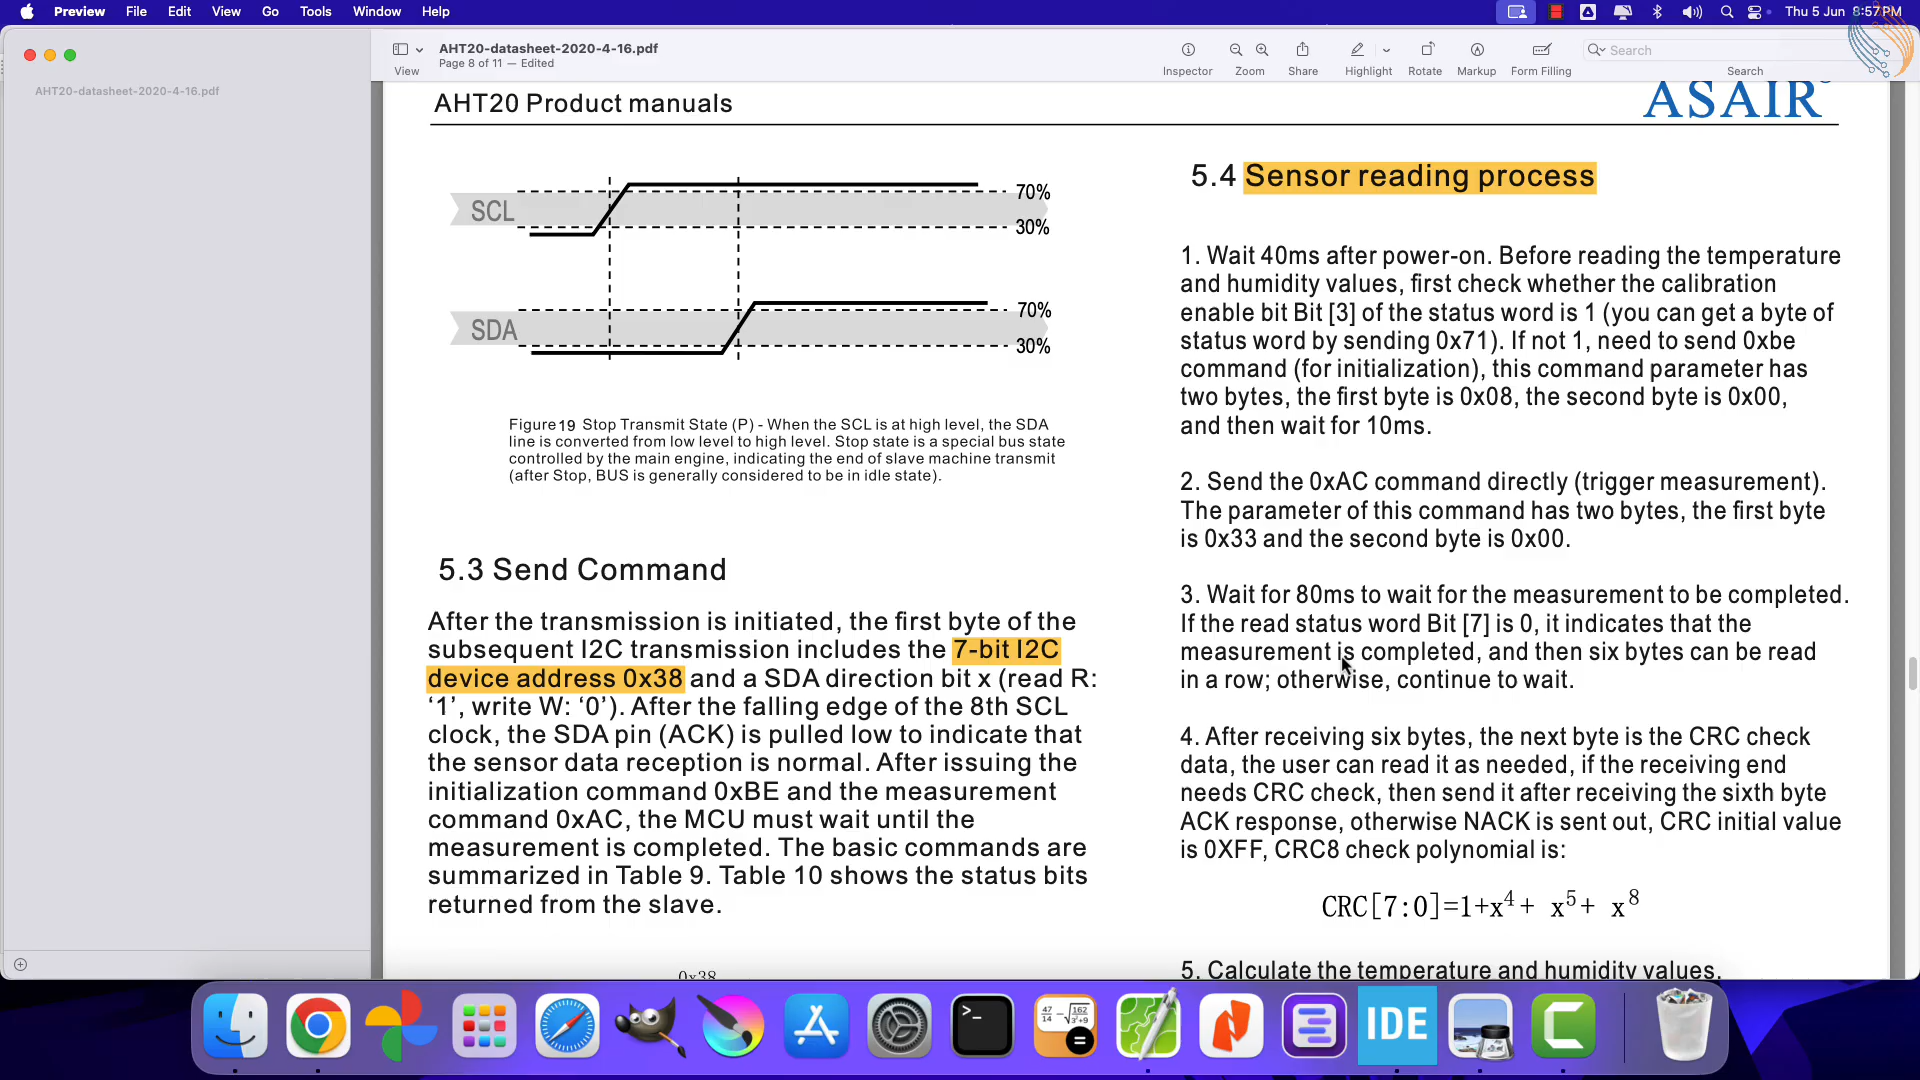 Preview File Edit View Go Tools Window Help
Thu 5 Jun 8:57PM
AHT20-datasheet-2020-4-16.pdf
Page 8 of 11 — Edited
View
Inspector
Zoom
Share
Highlight
Rotate
Markup
Form Filling
Search
Search
AHT20-datasheet-2020-4-16.pdf
AHT20 Product manuals
ASAIR
SCL
70%
30%
SDA
70%
30%
Figure19 Stop Transmit State (P) - When the SCL is at high level, the SDA
line is converted from low level to high level. Stop state is a special bus state
controlled by the main engine, indicating the end of slave machine transmit
(after Stop, BUS is generally considered to be in idle state).
5.3 Send Command
After the transmission is initiated, the first byte of the
subsequent I2C transmission includes the 7-bit I2C
device address 0x38 and a SDA direction bit x (read R:
‘1’, write W: ‘0’). After the falling edge of the 8th SCL
clock, the SDA pin (ACK) is pulled low to indicate that
the sensor data reception is normal. After issuing the
initialization command 0xBE and the measurement
command 0xAC, the MCU must wait until the
measurement is completed. The basic commands are
summarized in Table 9. Table 10 shows the status bits
returned from the slave.
0x38
5.4 Sensor reading process
1. Wait 40ms after power-on. Before reading the temperature
and humidity values, first check whether the calibration
enable bit Bit [3] of the status word is 1 (you can get a byte of
status word by sending 0x71). If not 1, need to send 0xbe
command (for initialization), this command parameter has
two bytes, the first byte is 0x08, the second byte is 0x00,
and then wait for 10ms.
2. Send the 0xAC command directly (trigger measurement).
The parameter of this command has two bytes, the first byte
is 0x33 and the second byte is 0x00.
3. Wait for 80ms to wait for the measurement to be completed.
If the read status word Bit [7] is 0, it indicates that the
measurement is completed, and then six bytes can be read
in a row; otherwise, continue to wait.
4. After receiving six bytes, the next byte is the CRC check
data, the user can read it as needed, if the receiving end
needs CRC check, then send it after receiving the sixth byte
ACK response, otherwise NACK is sent out, CRC initial value
is 0XFF, CRC8 check polynomial is:
CRC[7:0]=1+x⁴+ x⁵+ x⁸
5. Calculate the temperature and humidity values.
IDE